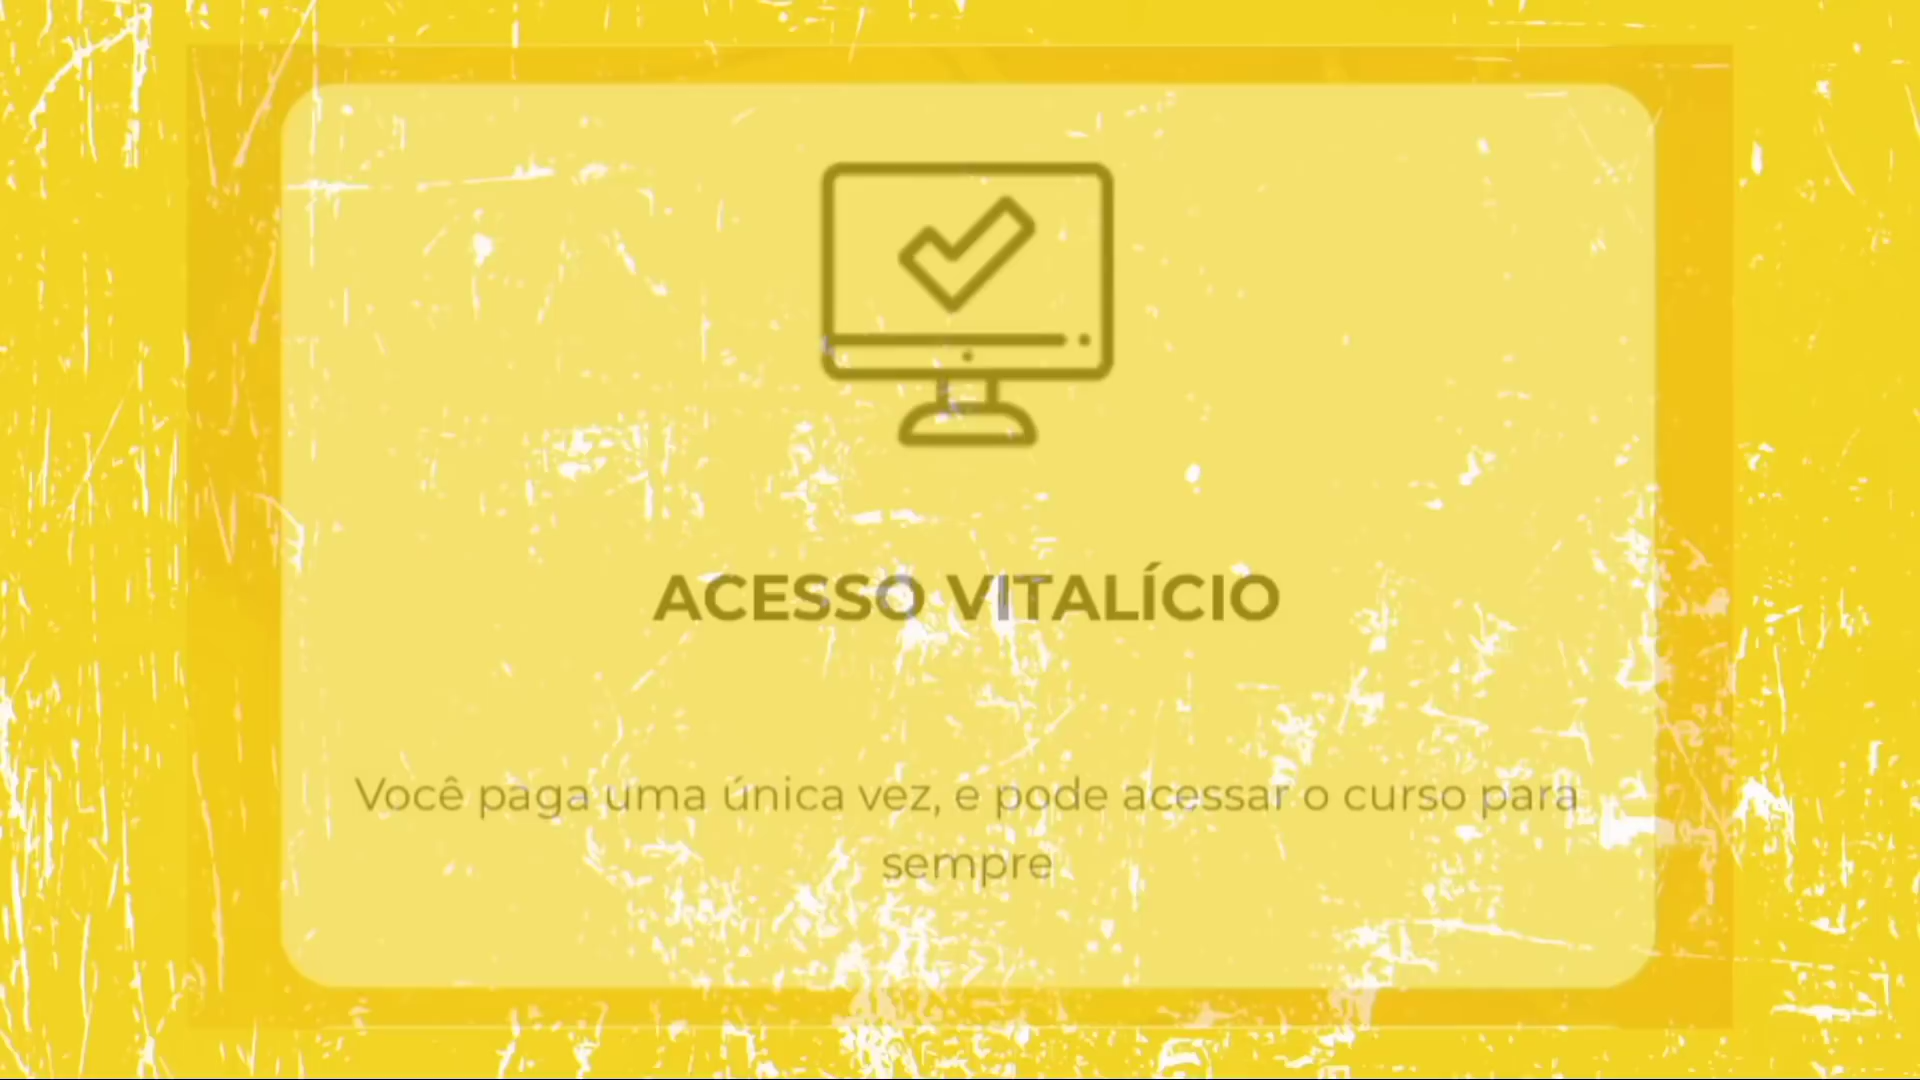 ACESSO VITALÍCIO
Você paga uma única vez, e pode acessar o curso para
sempre